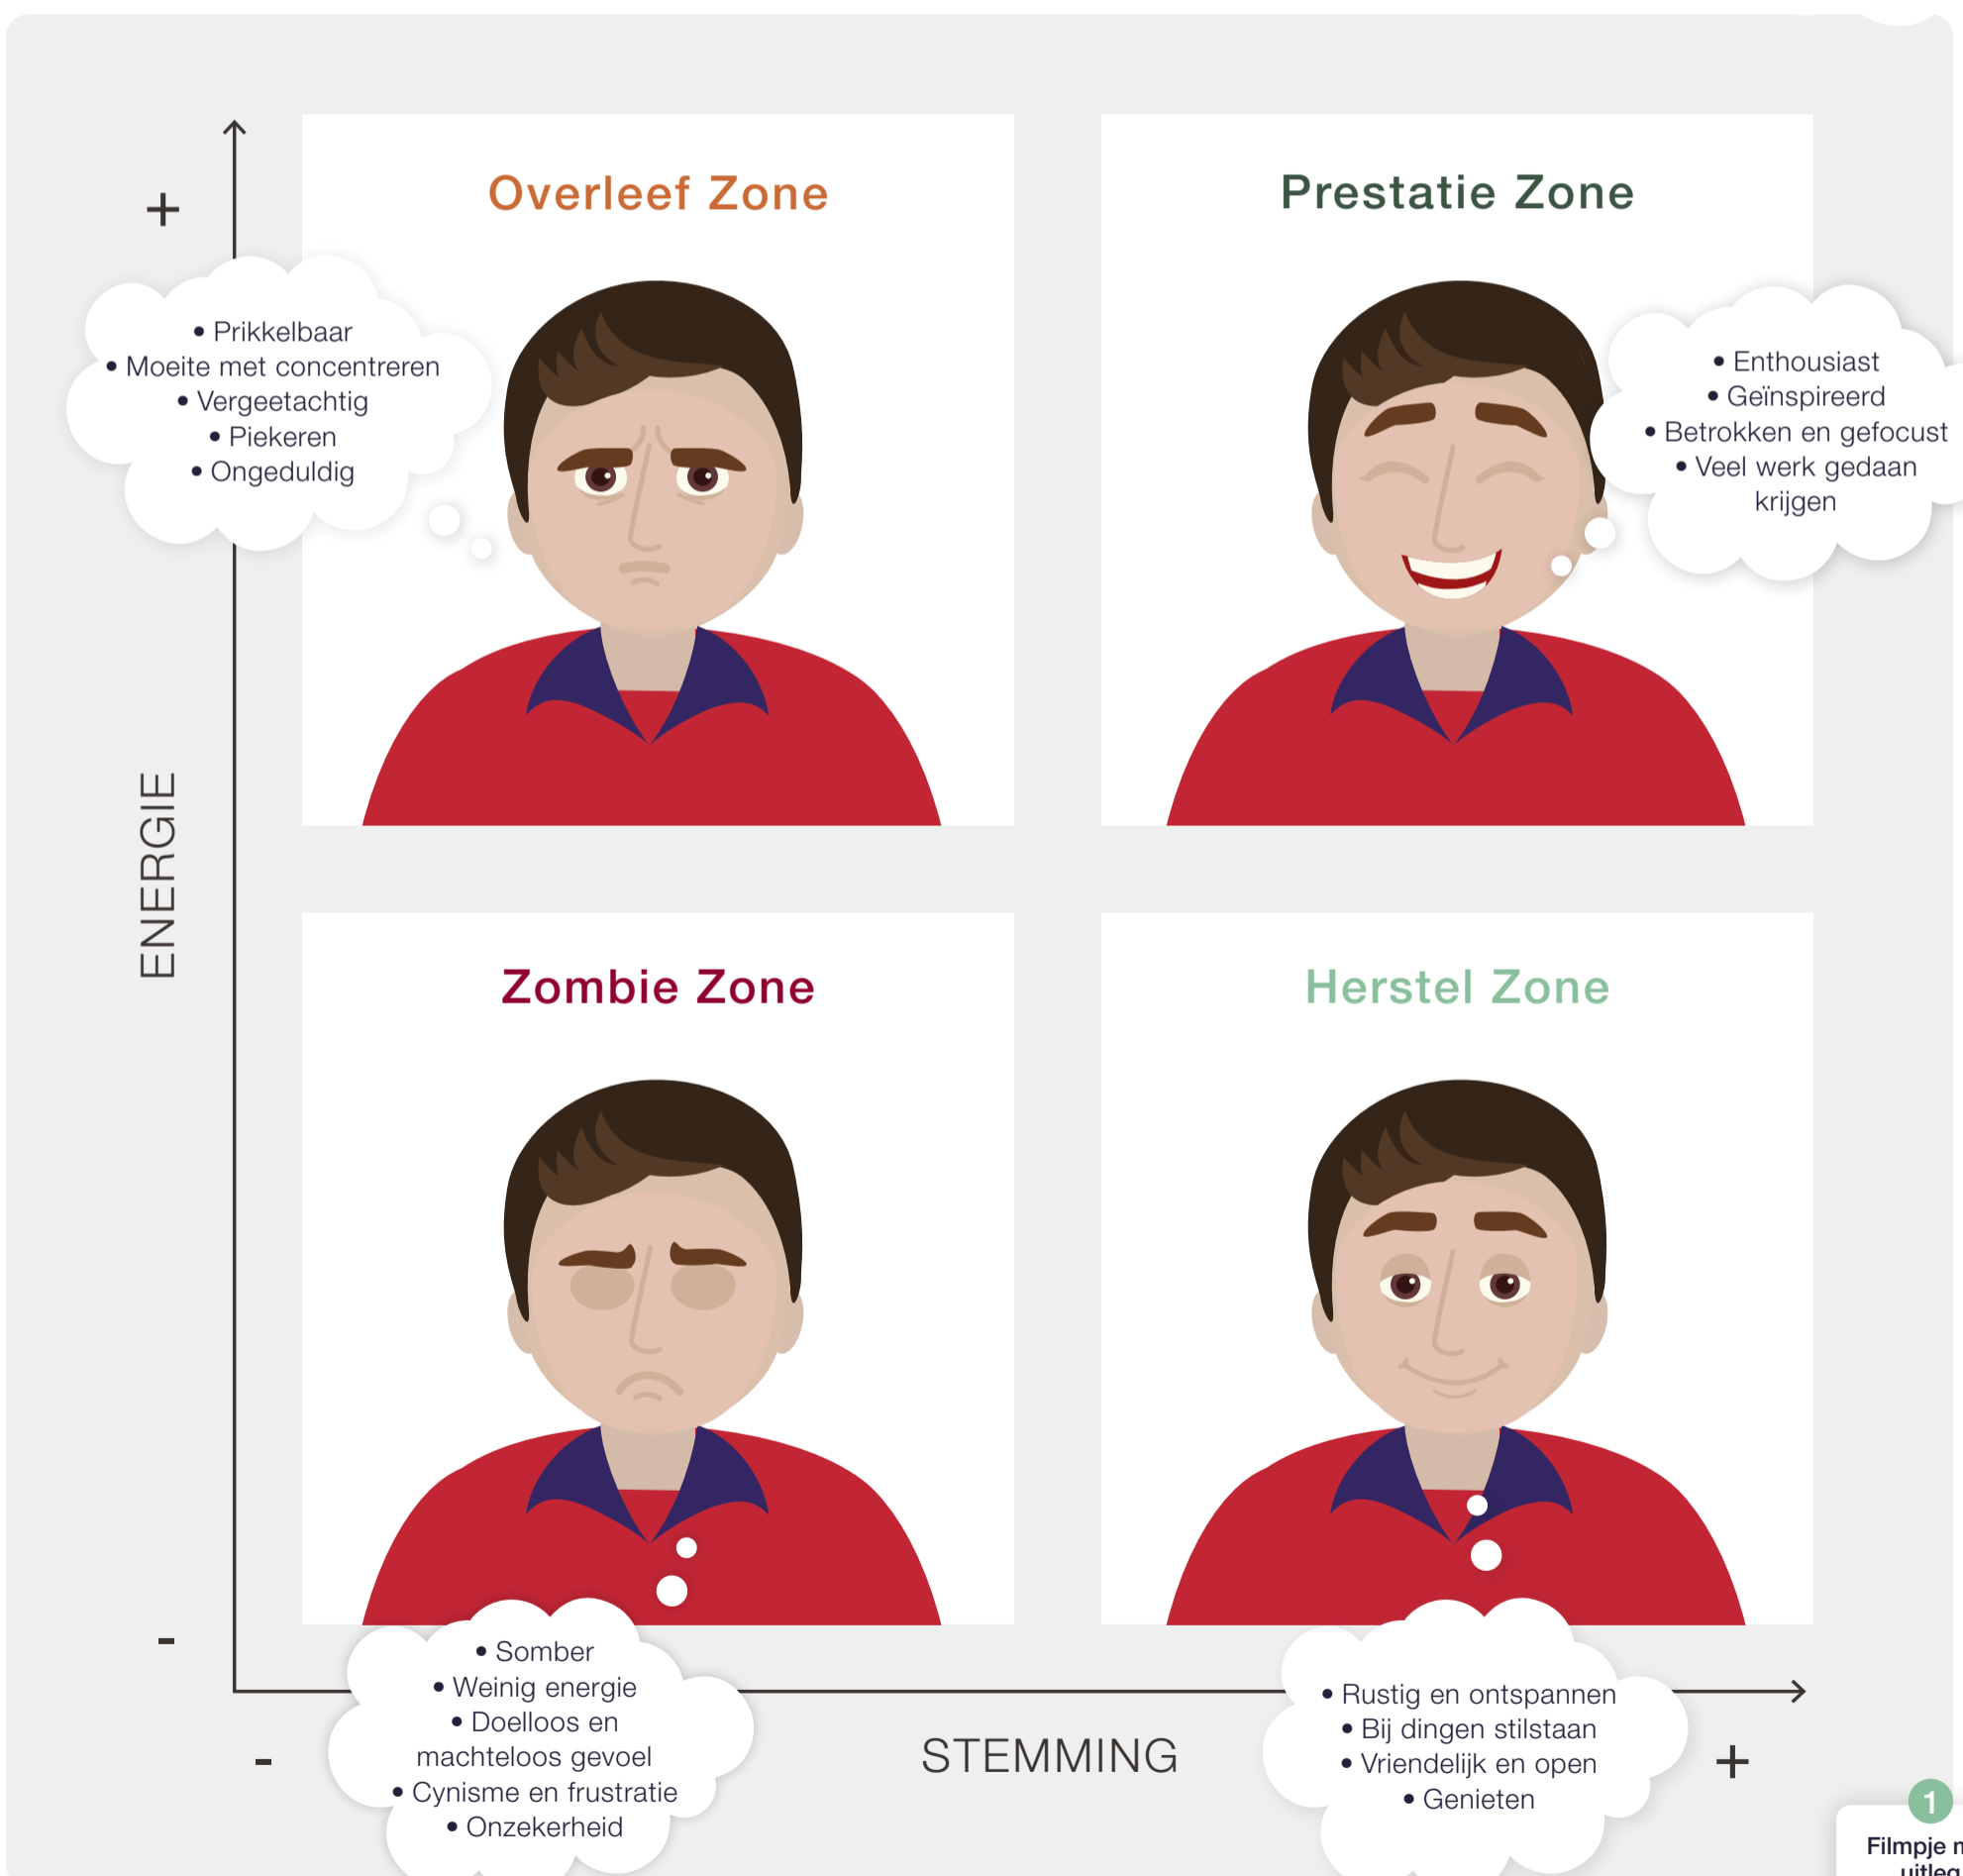 Overleef Zone
Prestatie Zone
+
• Prikkelbaar
• Moeite met concentreren
• Vergeetachtig
• Piekeren
• Ongeduldig
• Enthousiast
• Geïnspireerd
• Betrokken en gefocust
• Veel werk gedaan
krijgen
ENERGIE
Zombie Zone
Herstel Zone
-
• Somber
• Weinig energie
• Doelloos en
machteloos gevoel
• Cynisme en frustratie
• Onzekerheid
• Rustig en ontspannen
• Bij dingen stilstaan
• Vriendelijk en open
• Genieten
-
STEMMING
+
1
Filmpje
uitleg